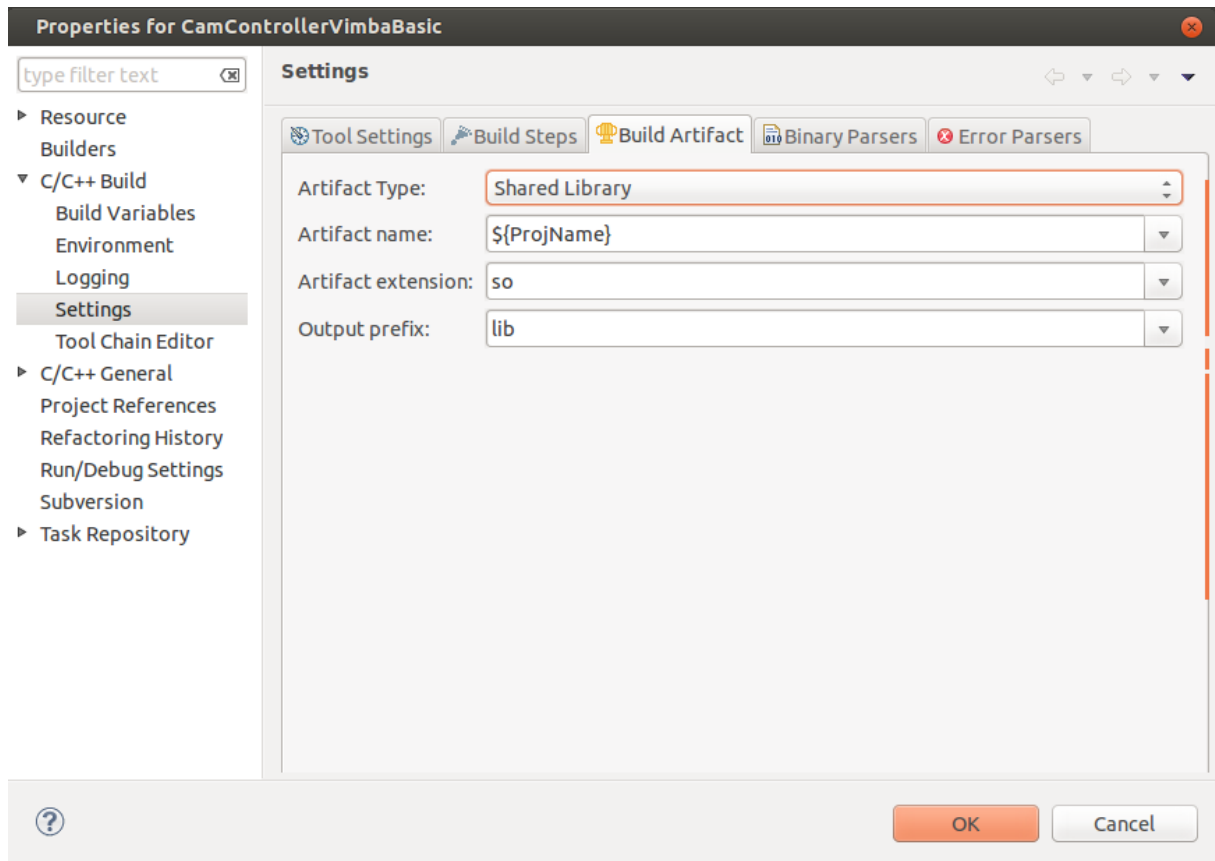 Properties for CamControllerVimbaBasic
type filter text
Resource
Builders
C/C++ Build
Build Variables
Environment
Logging
Settings
Tool Chain Editor
C/C++ General
Project References
Refactoring History
Run/Debug Settings
Subversion
Task Repository
Settings
Tool Settings Build Steps Build Artifact Binary Parsers Error Parsers
Artifact Type: Shared Library
Artifact name: ${ProjName}
Artifact extension: so
Output prefix: lib
OK Cancel